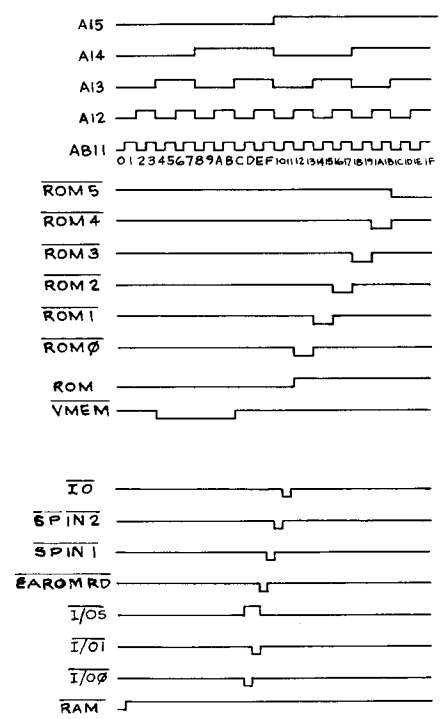 A15
A14
A13
A12
AB11
0 1 2 3 4 5 6 7 8 9 A B C D E F 10 11 12 13 14 15 16 17 18 19 1A 1B 1C 1D 1E 1F
ROM5
ROM4
ROM3
ROM2
ROM1
ROMØ
ROM
VMEM
IO
SPIN2
SPIN1
EAROMRD
I/OS
I/O1
I/OØ
RAM